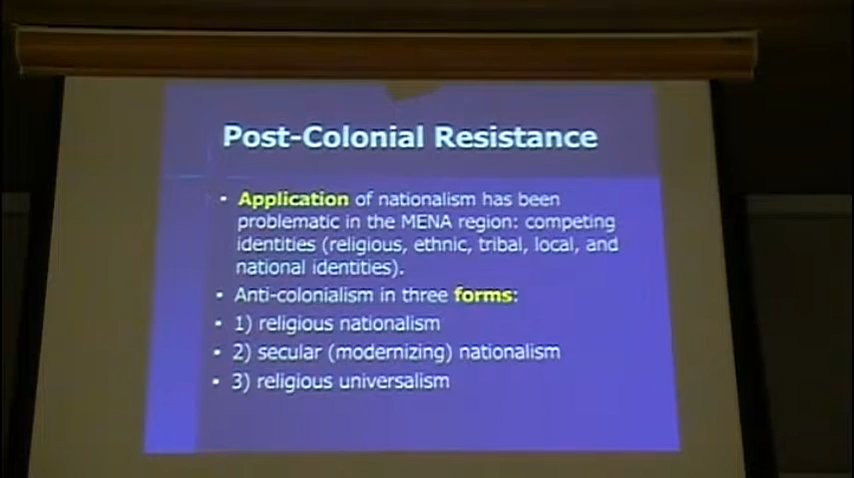 Post-Colonial Resistance
• Application of nationalism has been
problematic in the MENA region: competing
identities (religious, ethnic, tribal, local, and
national identities).
• Anti-colonialism in three forms:
• 1) religious nationalism
• 2) secular (modernizing) nationalism
• 3) religious universalism